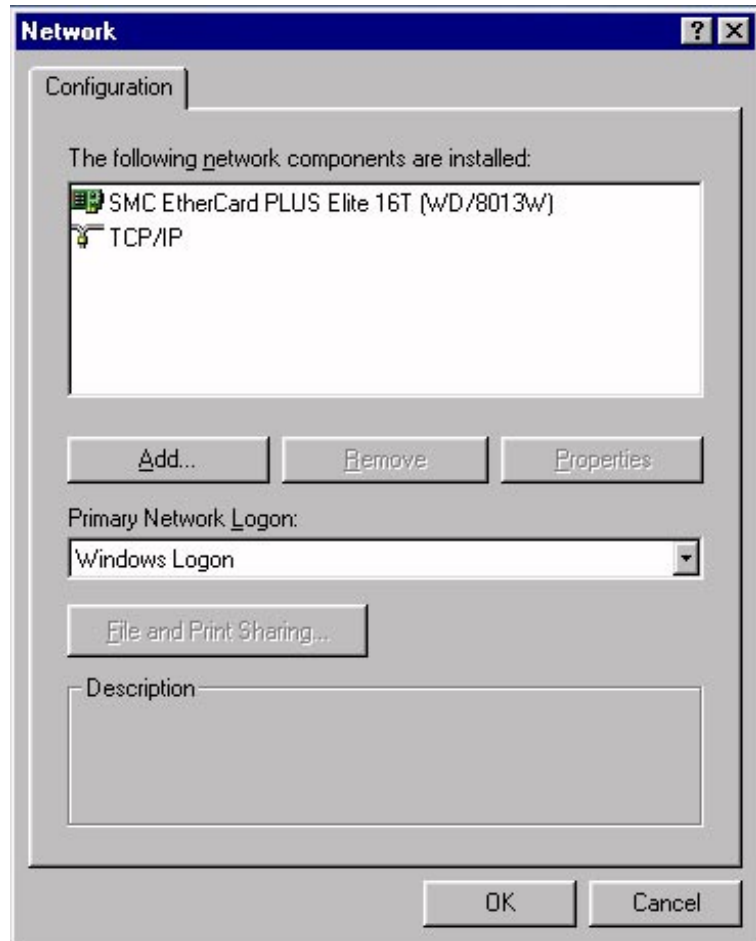 Network
Configuration
The following network components are installed:
SMC EtherCard PLUS Elite 16T (WD/8013W)
TCP/IP
Add... Remove Properties
Primary Network Logon:
Windows Logon
File and Print Sharing...
Description
OK Cancel